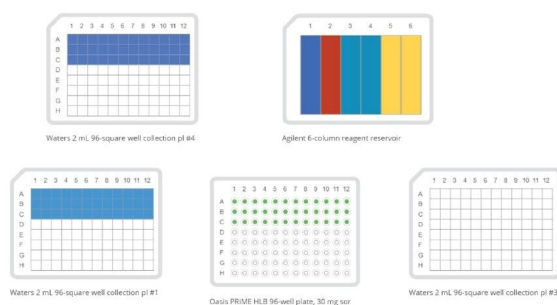 1 2 3 4 5 6 7 8 9 10 11 12
A
B
C
D
E
F
G
H
Waters 2 mL 96-square well collection pl #4
1 2 3 4 5 6
Agilent 6-column reagent reservoir
1 2 3 4 5 6 7 8 9 10 11 12
A
B
C
D
E
F
G
H
Waters 2 mL 96-square well collection pl #1
1 2 3 4 5 6 7 8 9 10 11 12
A
B
C
D
E
F
G
H
Oasis PRiME HLB 96-well plate, 30 mg sor
1 2 3 4 5 6 7 8 9 10 11 12
A
B
C
D
E
F
G
H
Waters 2 mL 96-square well collection pl #3